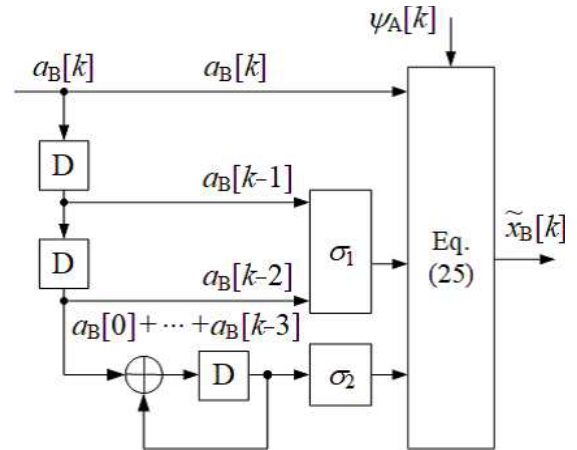 ψA[k]
aB[k] aB[k]
D
aB[k-1]
D
σ1
Eq. (25)
x̃B[k]
aB[k-2]
aB[0]+···+aB[k-3]
D
σ2